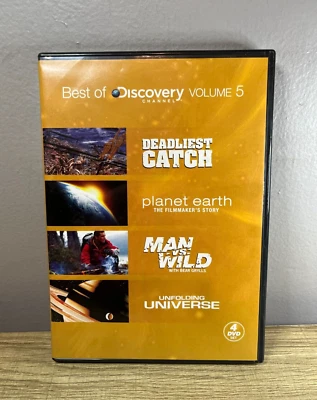 Best of Discovery VOLUME 5
CHANNEL
DEADLIEST
CATCH
planet earth
THE FILMMAKER'S STORY
MAN
VS.
WILD
WITH BEAR GRYLLS
UNFOLDING
UNIVERSE
4
DVD
SET